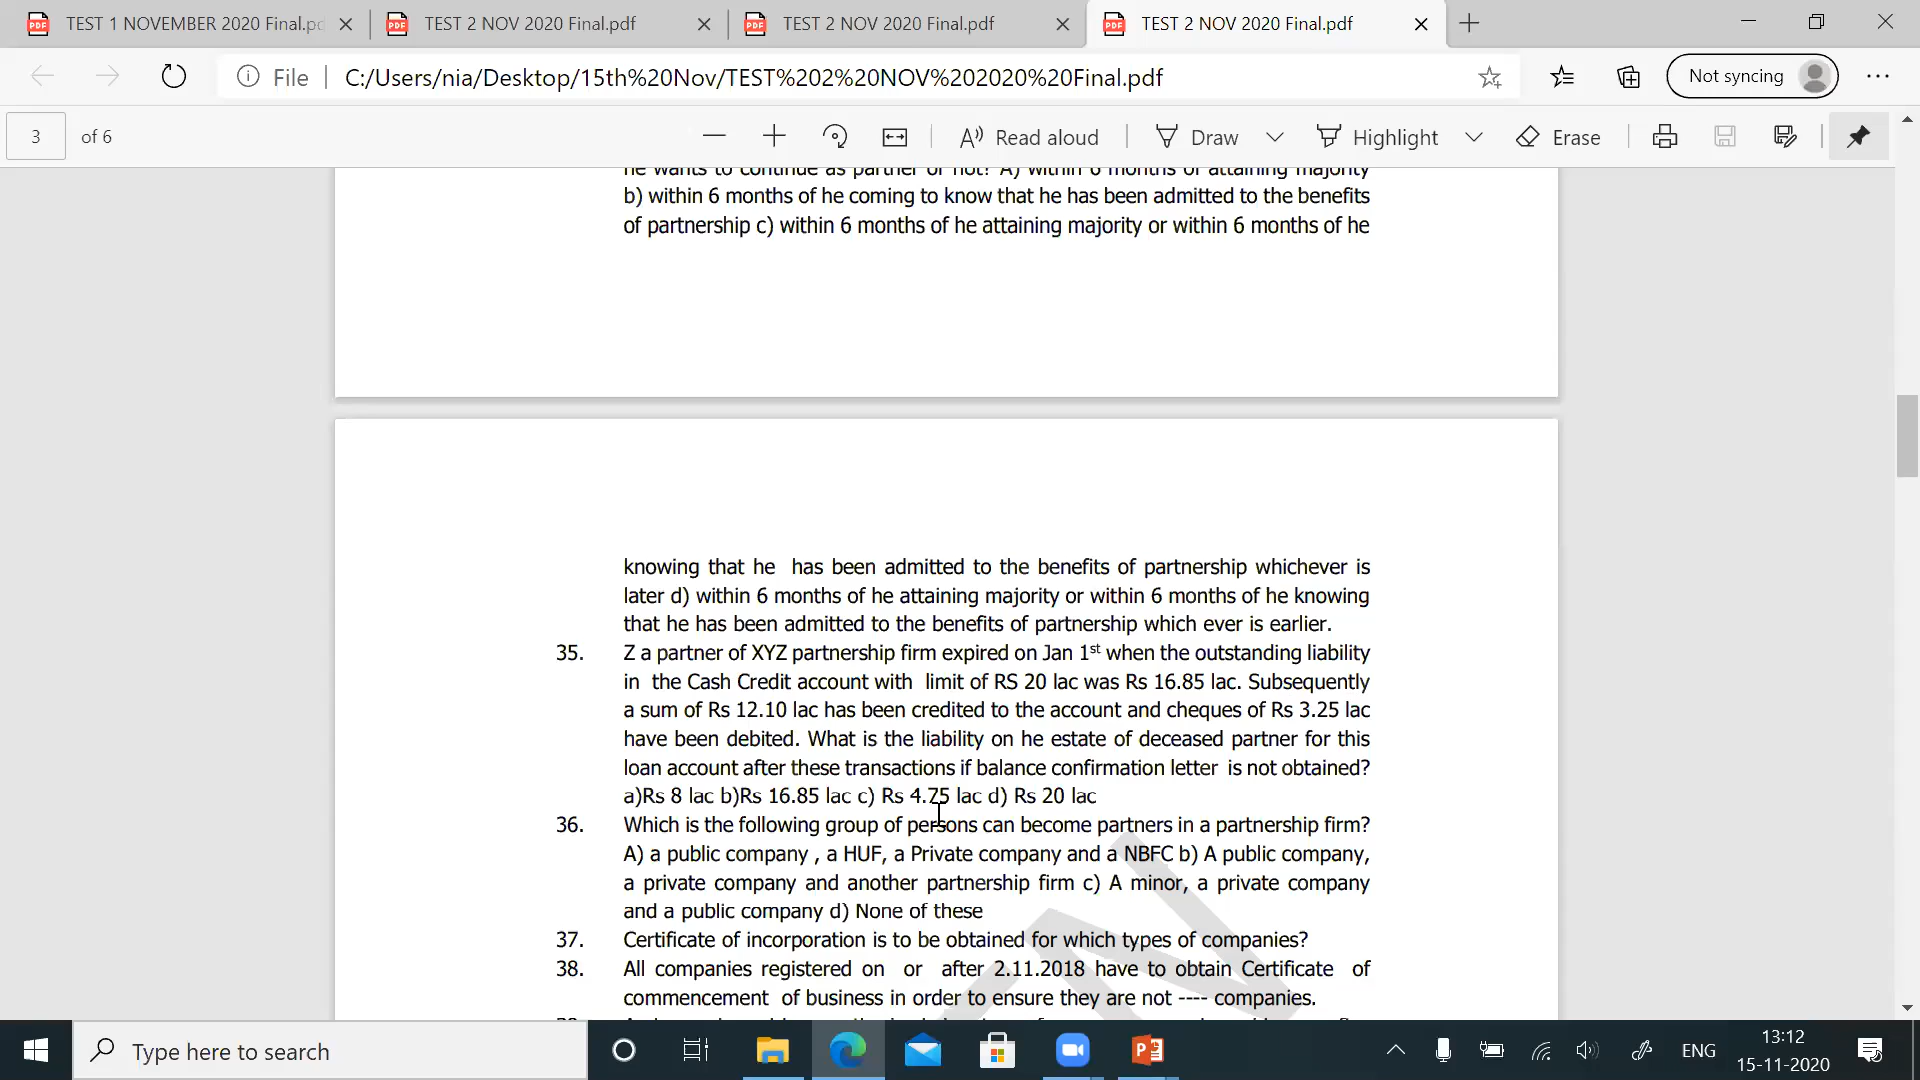 TEST 1 NOVEMBER 2020 Final.pd
TEST 2 NOV 2020 Final.pdf
TEST 2 NOV 2020 Final.pdf
TEST 2 NOV 2020 Final.pdf
File
C:/Users/nia/Desktop/15th%20Nov/TEST%202%20NOV%202020%20Final.pdf
Not syncing
3 of 6
Read aloud
Draw
Highlight
Erase
he wants to continue as partner or not? A) within 6 months of attaining majority
b) within 6 months of he coming to know that he has been admitted to the benefits
of partnership c) within 6 months of he attaining majority or within 6 months of he
knowing that he has been admitted to the benefits of partnership whichever is
later d) within 6 months of he attaining majority or within 6 months of he knowing
that he has been admitted to the benefits of partnership which ever is earlier.
35. Z a partner of XYZ partnership firm expired on Jan 1st when the outstanding liability
in the Cash Credit account with limit of RS 20 lac was Rs 16.85 lac. Subsequently
a sum of Rs 12.10 lac has been credited to the account and cheques of Rs 3.25 lac
have been debited. What is the liability on he estate of deceased partner for this
loan account after these transactions if balance confirmation letter is not obtained?
a)Rs 8 lac b)Rs 16.85 lac c) Rs 4.75 lac d) Rs 20 lac
36. Which is the following group of persons can become partners in a partnership firm?
A) a public company , a HUF, a Private company and a NBFC b) A public company,
a private company and another partnership firm c) A minor, a private company
and a public company d) None of these
37. Certificate of incorporation is to be obtained for which types of companies?
38. All companies registered on or after 2.11.2018 have to obtain Certificate of
commencement of business in order to ensure they are not ---- companies.
Type here to search
ENG
13:12
15-11-2020